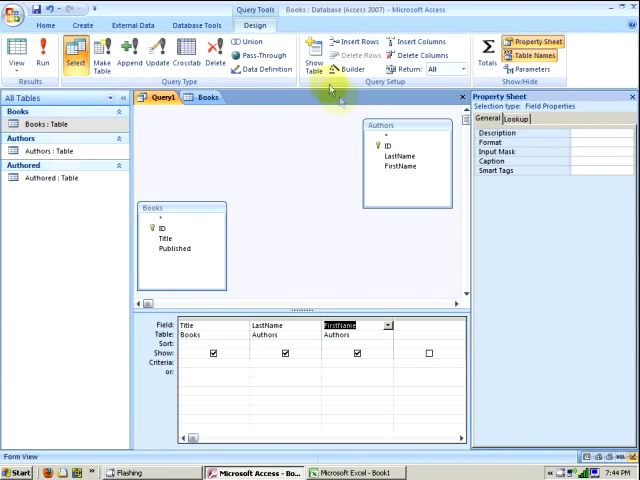 Query Tools
Books : Database (Access 2007) - Microsoft Access
Home
Create
External Data
Database Tools
Design
View
Run
Select
Make Table
Append
Update
Crosstab
Delete
Union
Pass-Through
Data Definition
Show Table
Insert Rows
Delete Rows
Builder
Insert Columns
Delete Columns
Return: All
Totals
Property Sheet
Table Names
Parameters
Results
Query Type
Query Setup
Show/Hide
All Tables
Books
Books : Table
Authors
Authors : Table
Authored
Authored : Table
Query1
Books
Authors
*
ID
LastName
FirstName
Books
*
ID
Title
Published
Property Sheet
Selection type: Field Properties
General
Lookup
Description
Format
Input Mask
Caption
Smart Tags
Field: Title LastName FirstName
Table: Books Authors Authors
Sort:
Show:
Criteria:
or:
Form View
SQL
Start
Flashing
Microsoft Access - Bo...
Microsoft Excel - Book1
7:44 PM